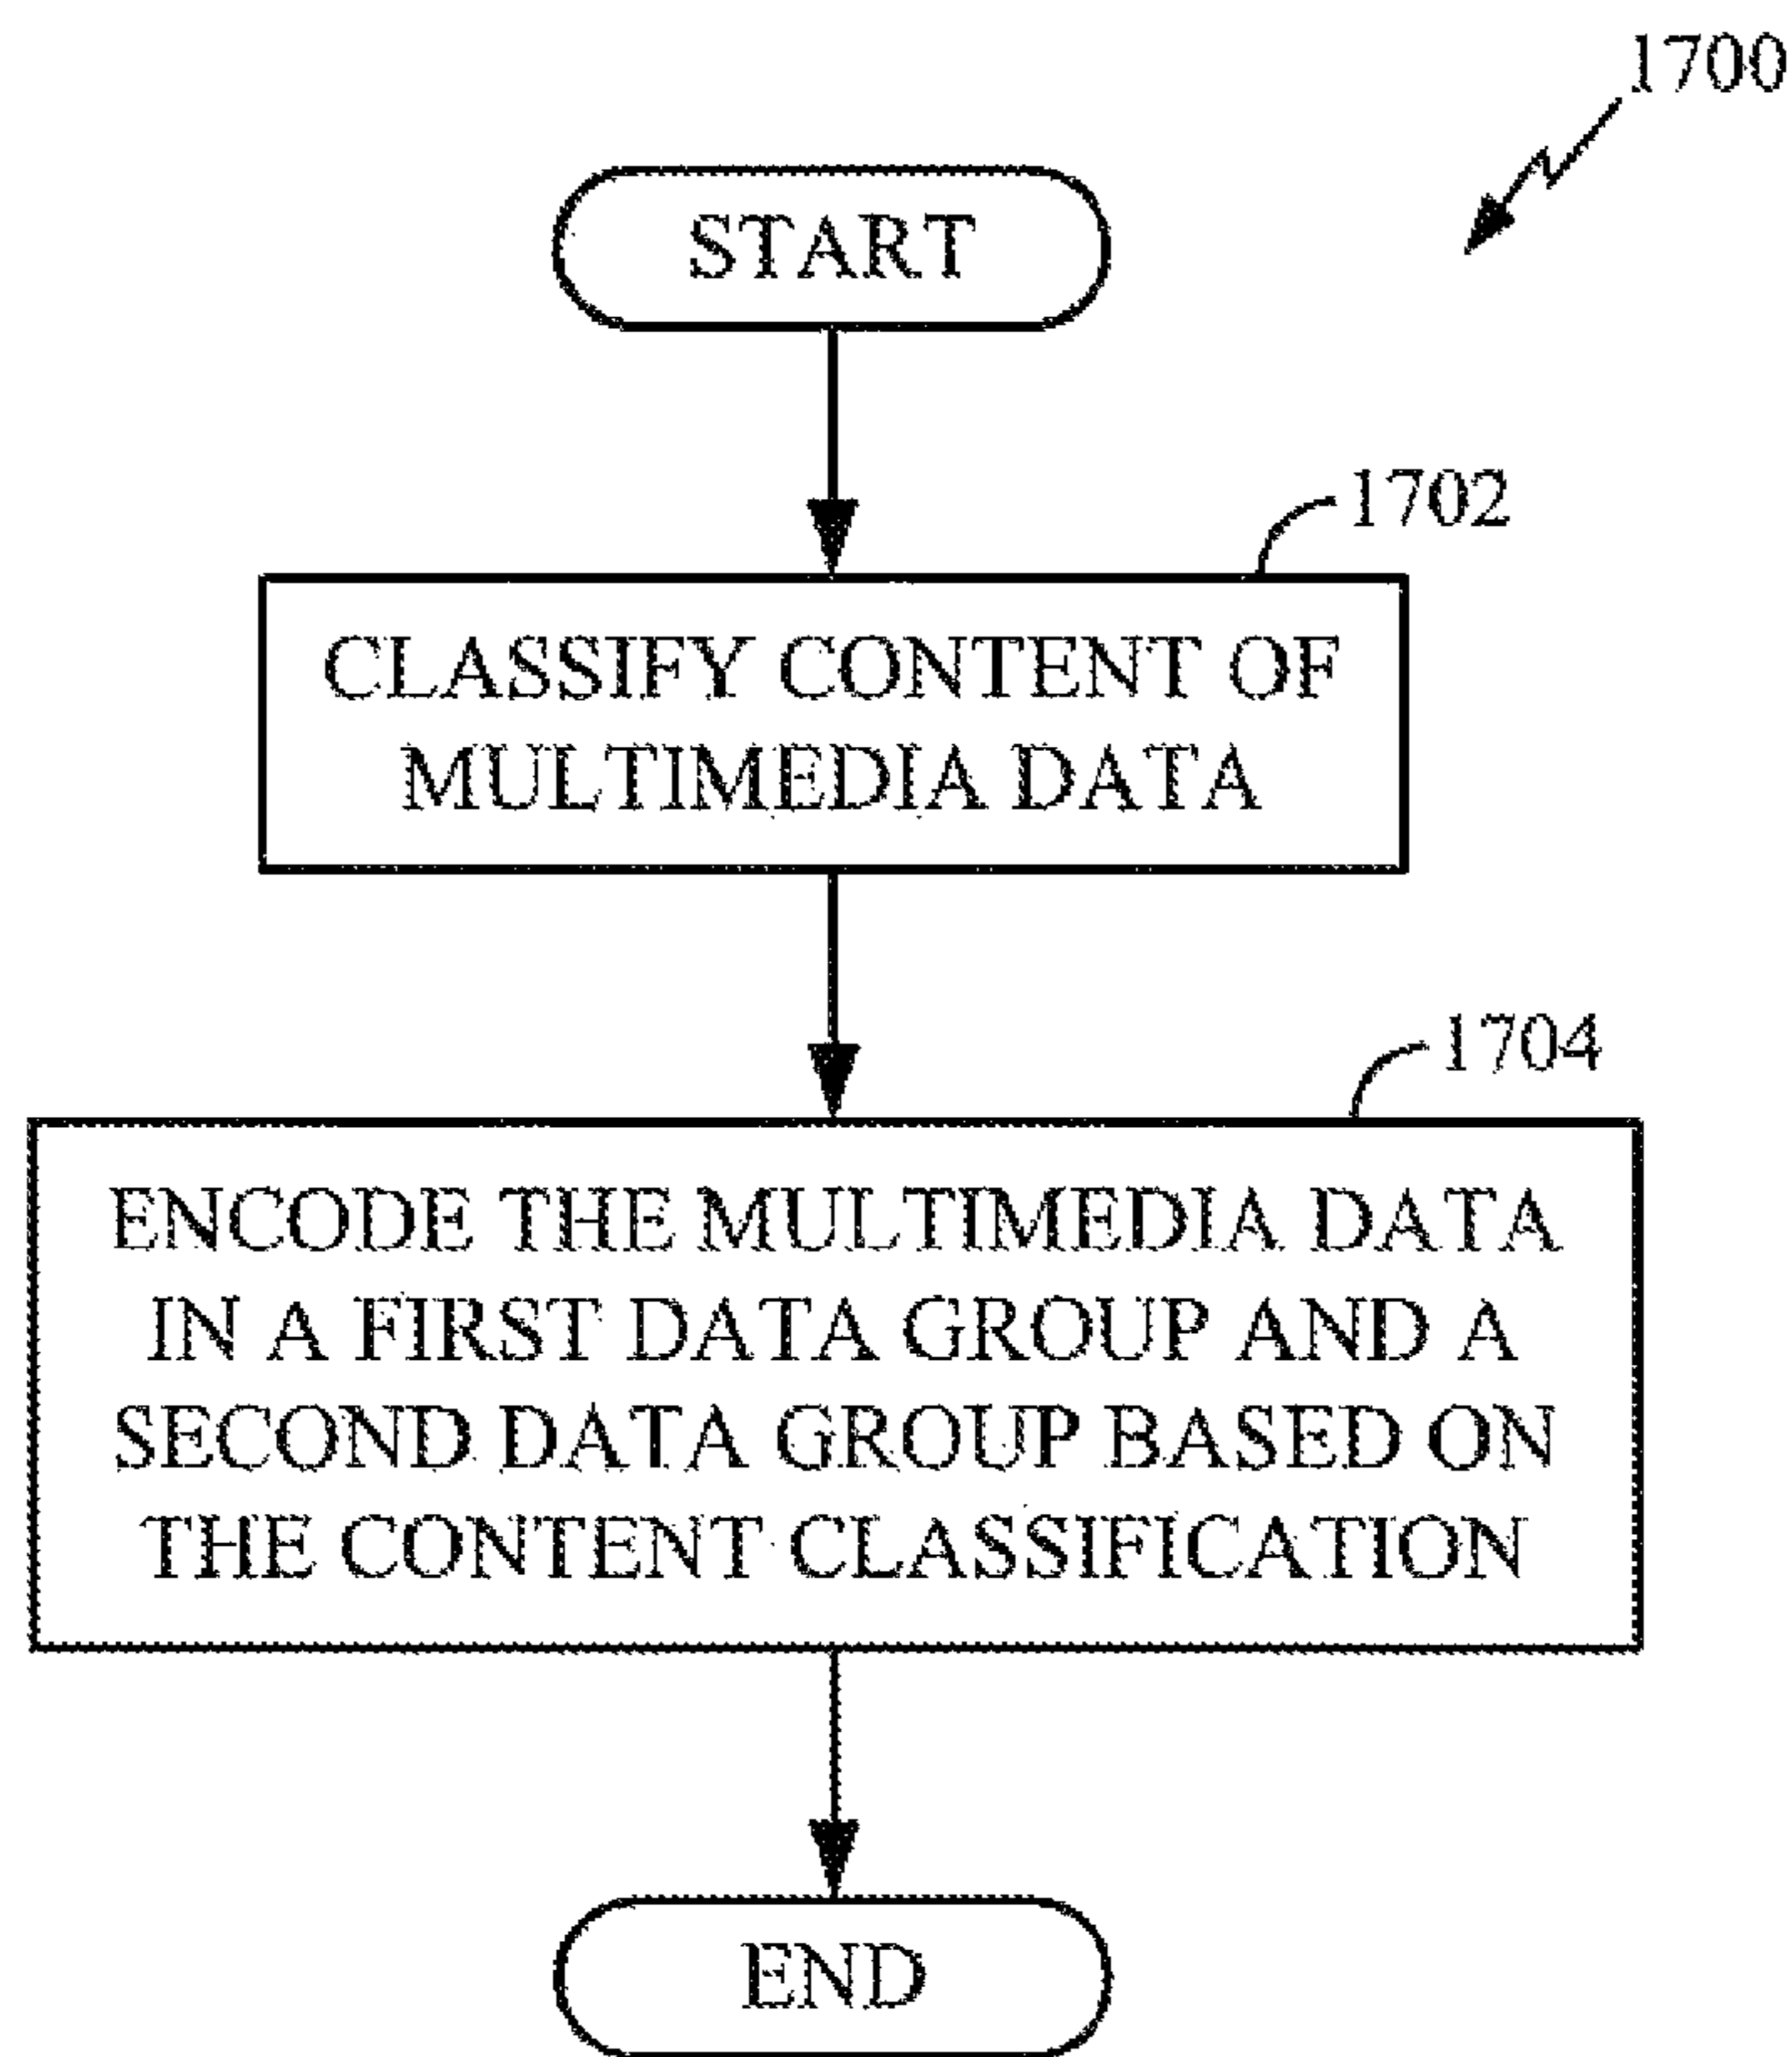 1700
START
1702
CLASSIFY CONTENT OF
MULTIMEDIA DATA
1704
ENCODE THE MULTIMEDIA DATA
IN A FIRST DATA GROUP AND A
SECOND DATA GROUP BASED ON
THE CONTENT CLASSIFICATION
END